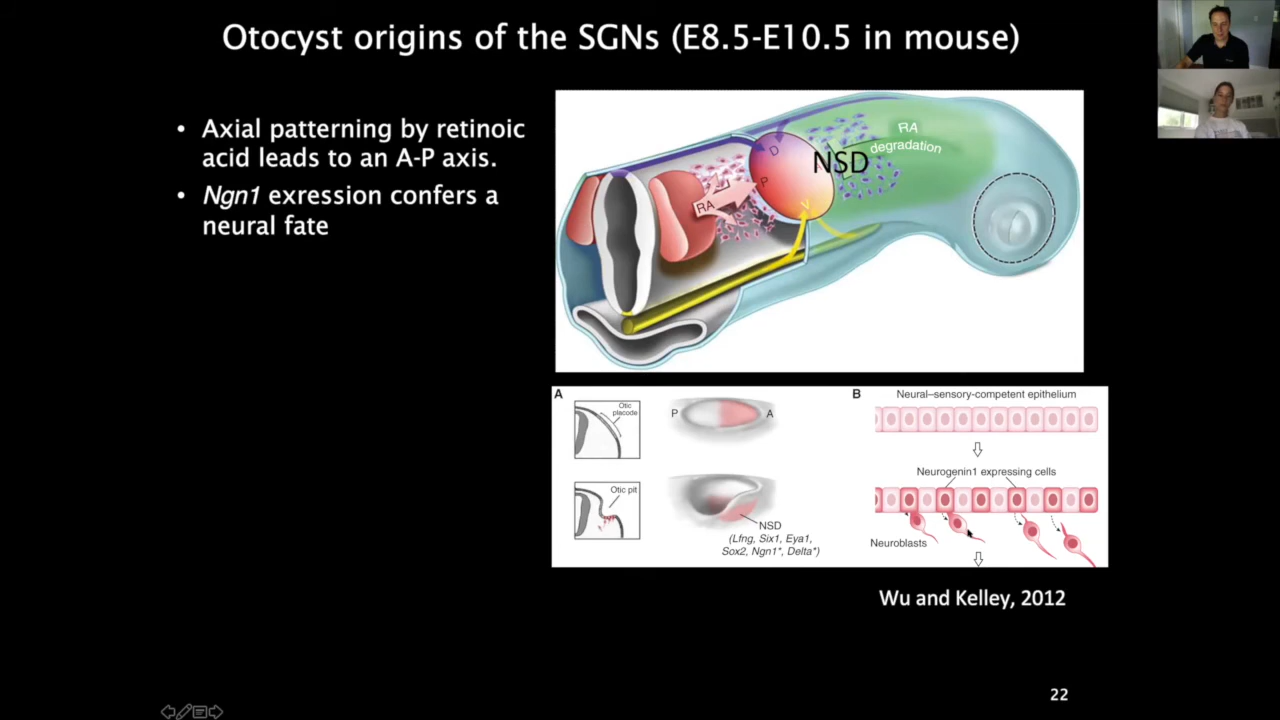 Otocyst origins of the SGNs (E8.5-E10.5 in mouse)
• Axial patterning by retinoic
acid leads to an A-P axis.
• Ngn1 exression confers a
neural fate
RA
degradation
D
NSD
P
RA
V
A
Otic
placode
P
A
Otic pit
NSD
(Lfng, Six1, Eya1,
Sox2, Ngn1*, Delta*)
B
Neural–sensory-competent epithelium
Neurogenin1 expressing cells
Neuroblasts
Wu and Kelley, 2012
22